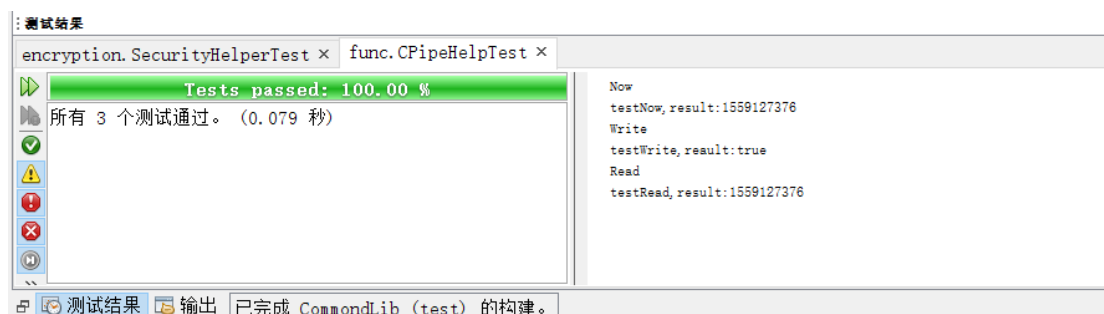 测试结果
encryption.SecurityHelperTest × func.CPipeHelpTest ×
Tests passed: 100.00 %
所有 3 个测试通过。 (0.079 秒)
Now
testNow,result:1559127376
Write
testWrite,reault:true
Read
testRead,result:1559127376
测试结果 输出 已完成 CommondLib (test) 的构建。